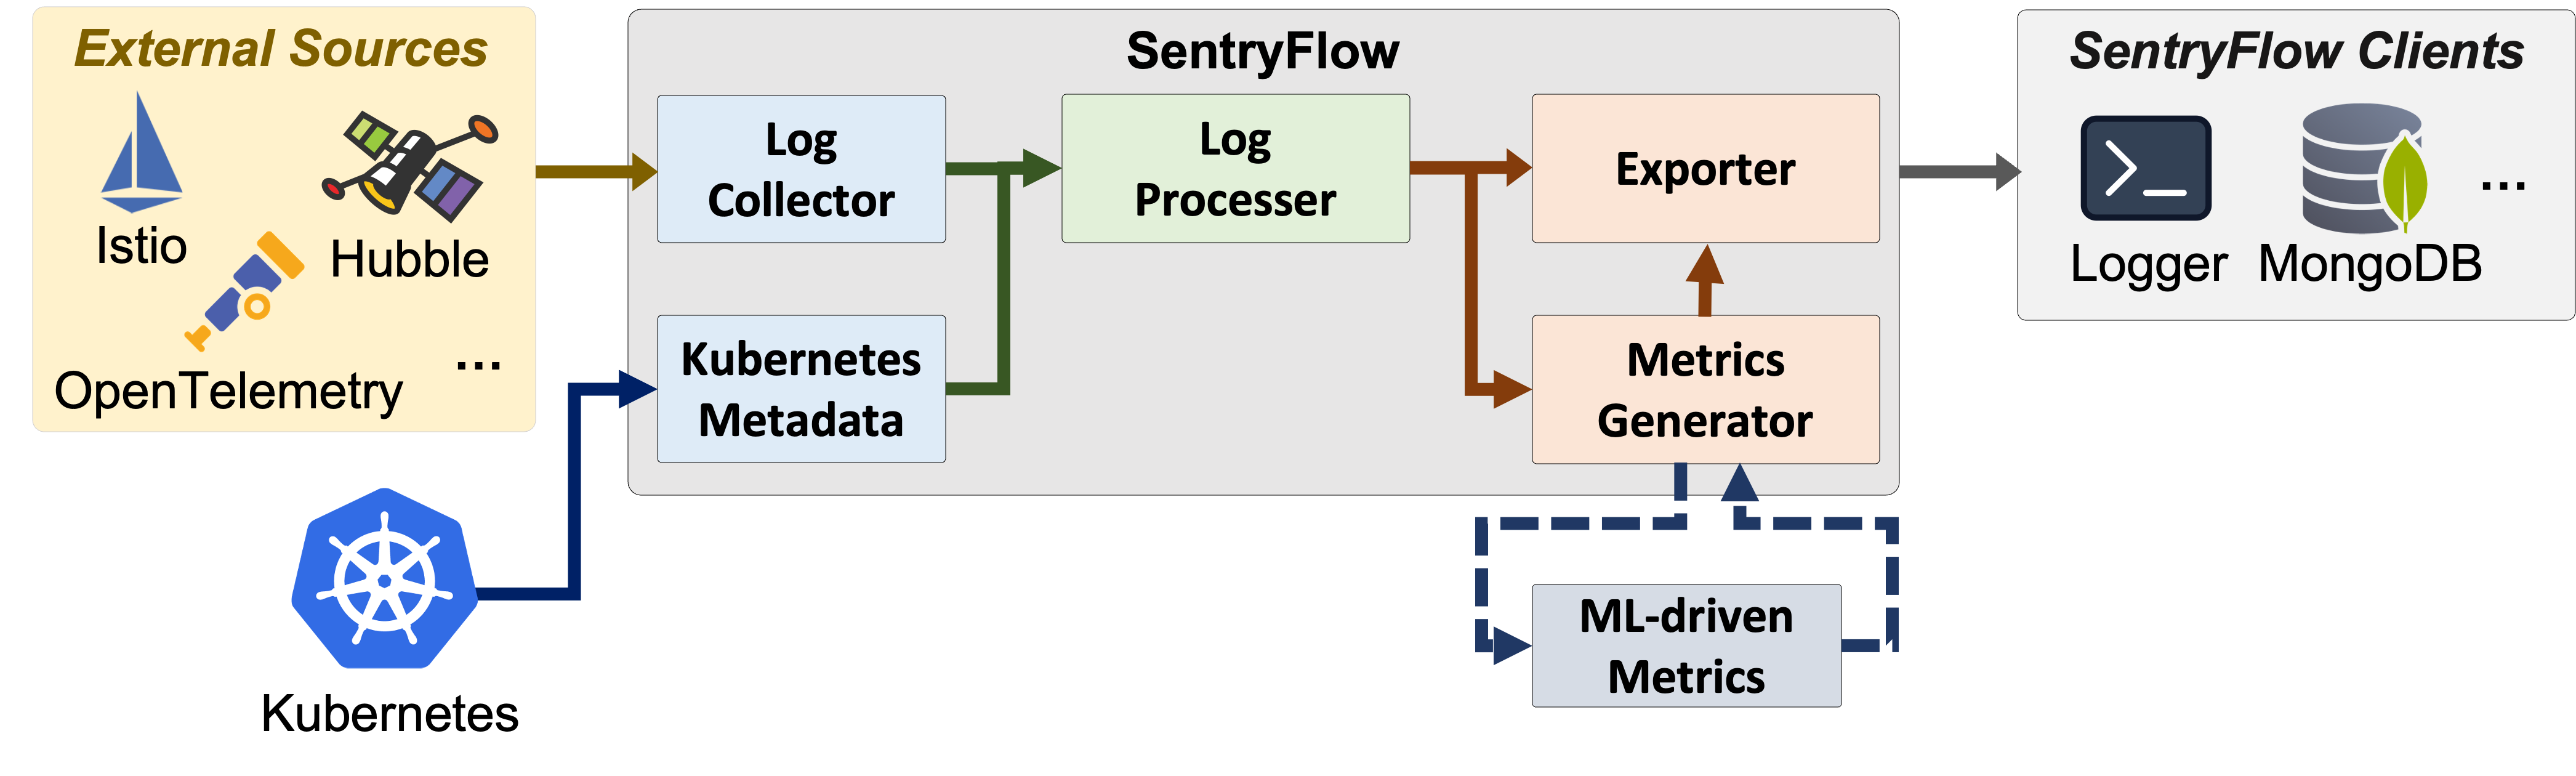 External Sources
Istio
Hubble
OpenTelemetry
...
Kubernetes
SentryFlow
Log
Collector
Kubernetes
Metadata
Log
Processer
Exporter
Metrics
Generator
ML-driven
Metrics
SentryFlow Clients
Logger
MongoDB
...